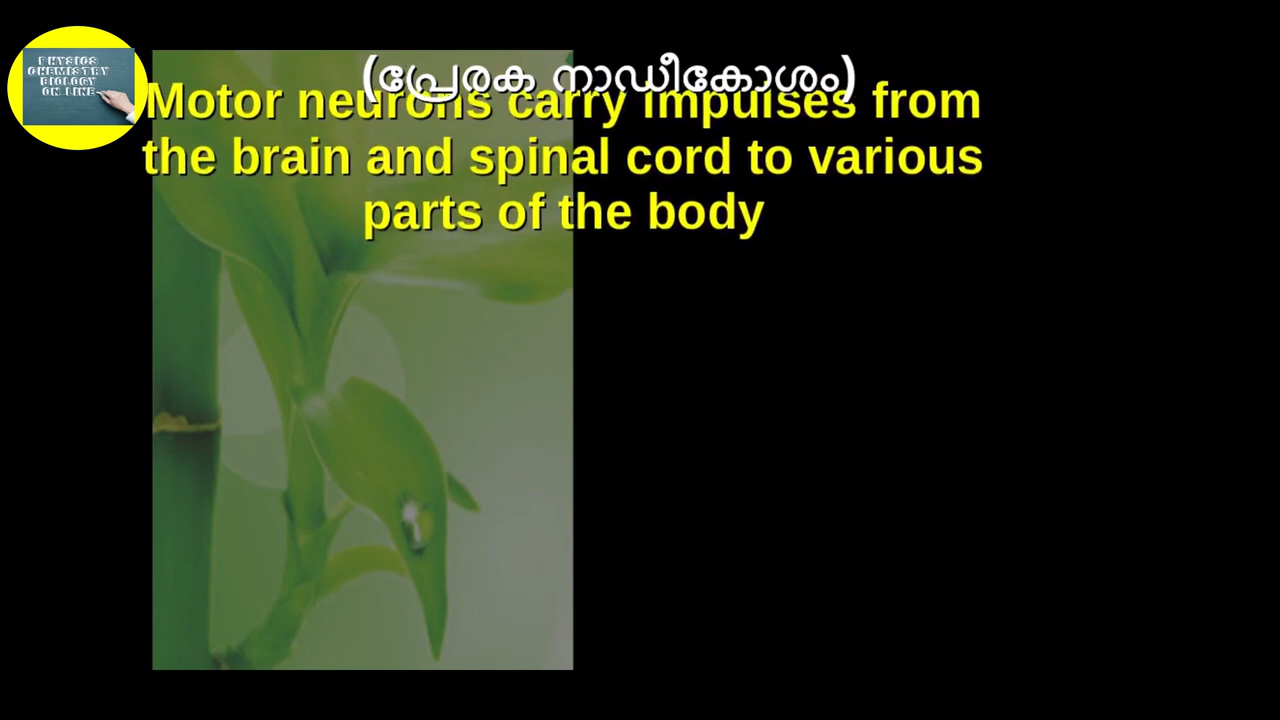 PHYSICS
CHEMISTRY
BIOLOGY
ON LINE
(പ്രേരക നാഡീകോശം)
Motor neurons carry impulses from
the brain and spinal cord to various
parts of the body